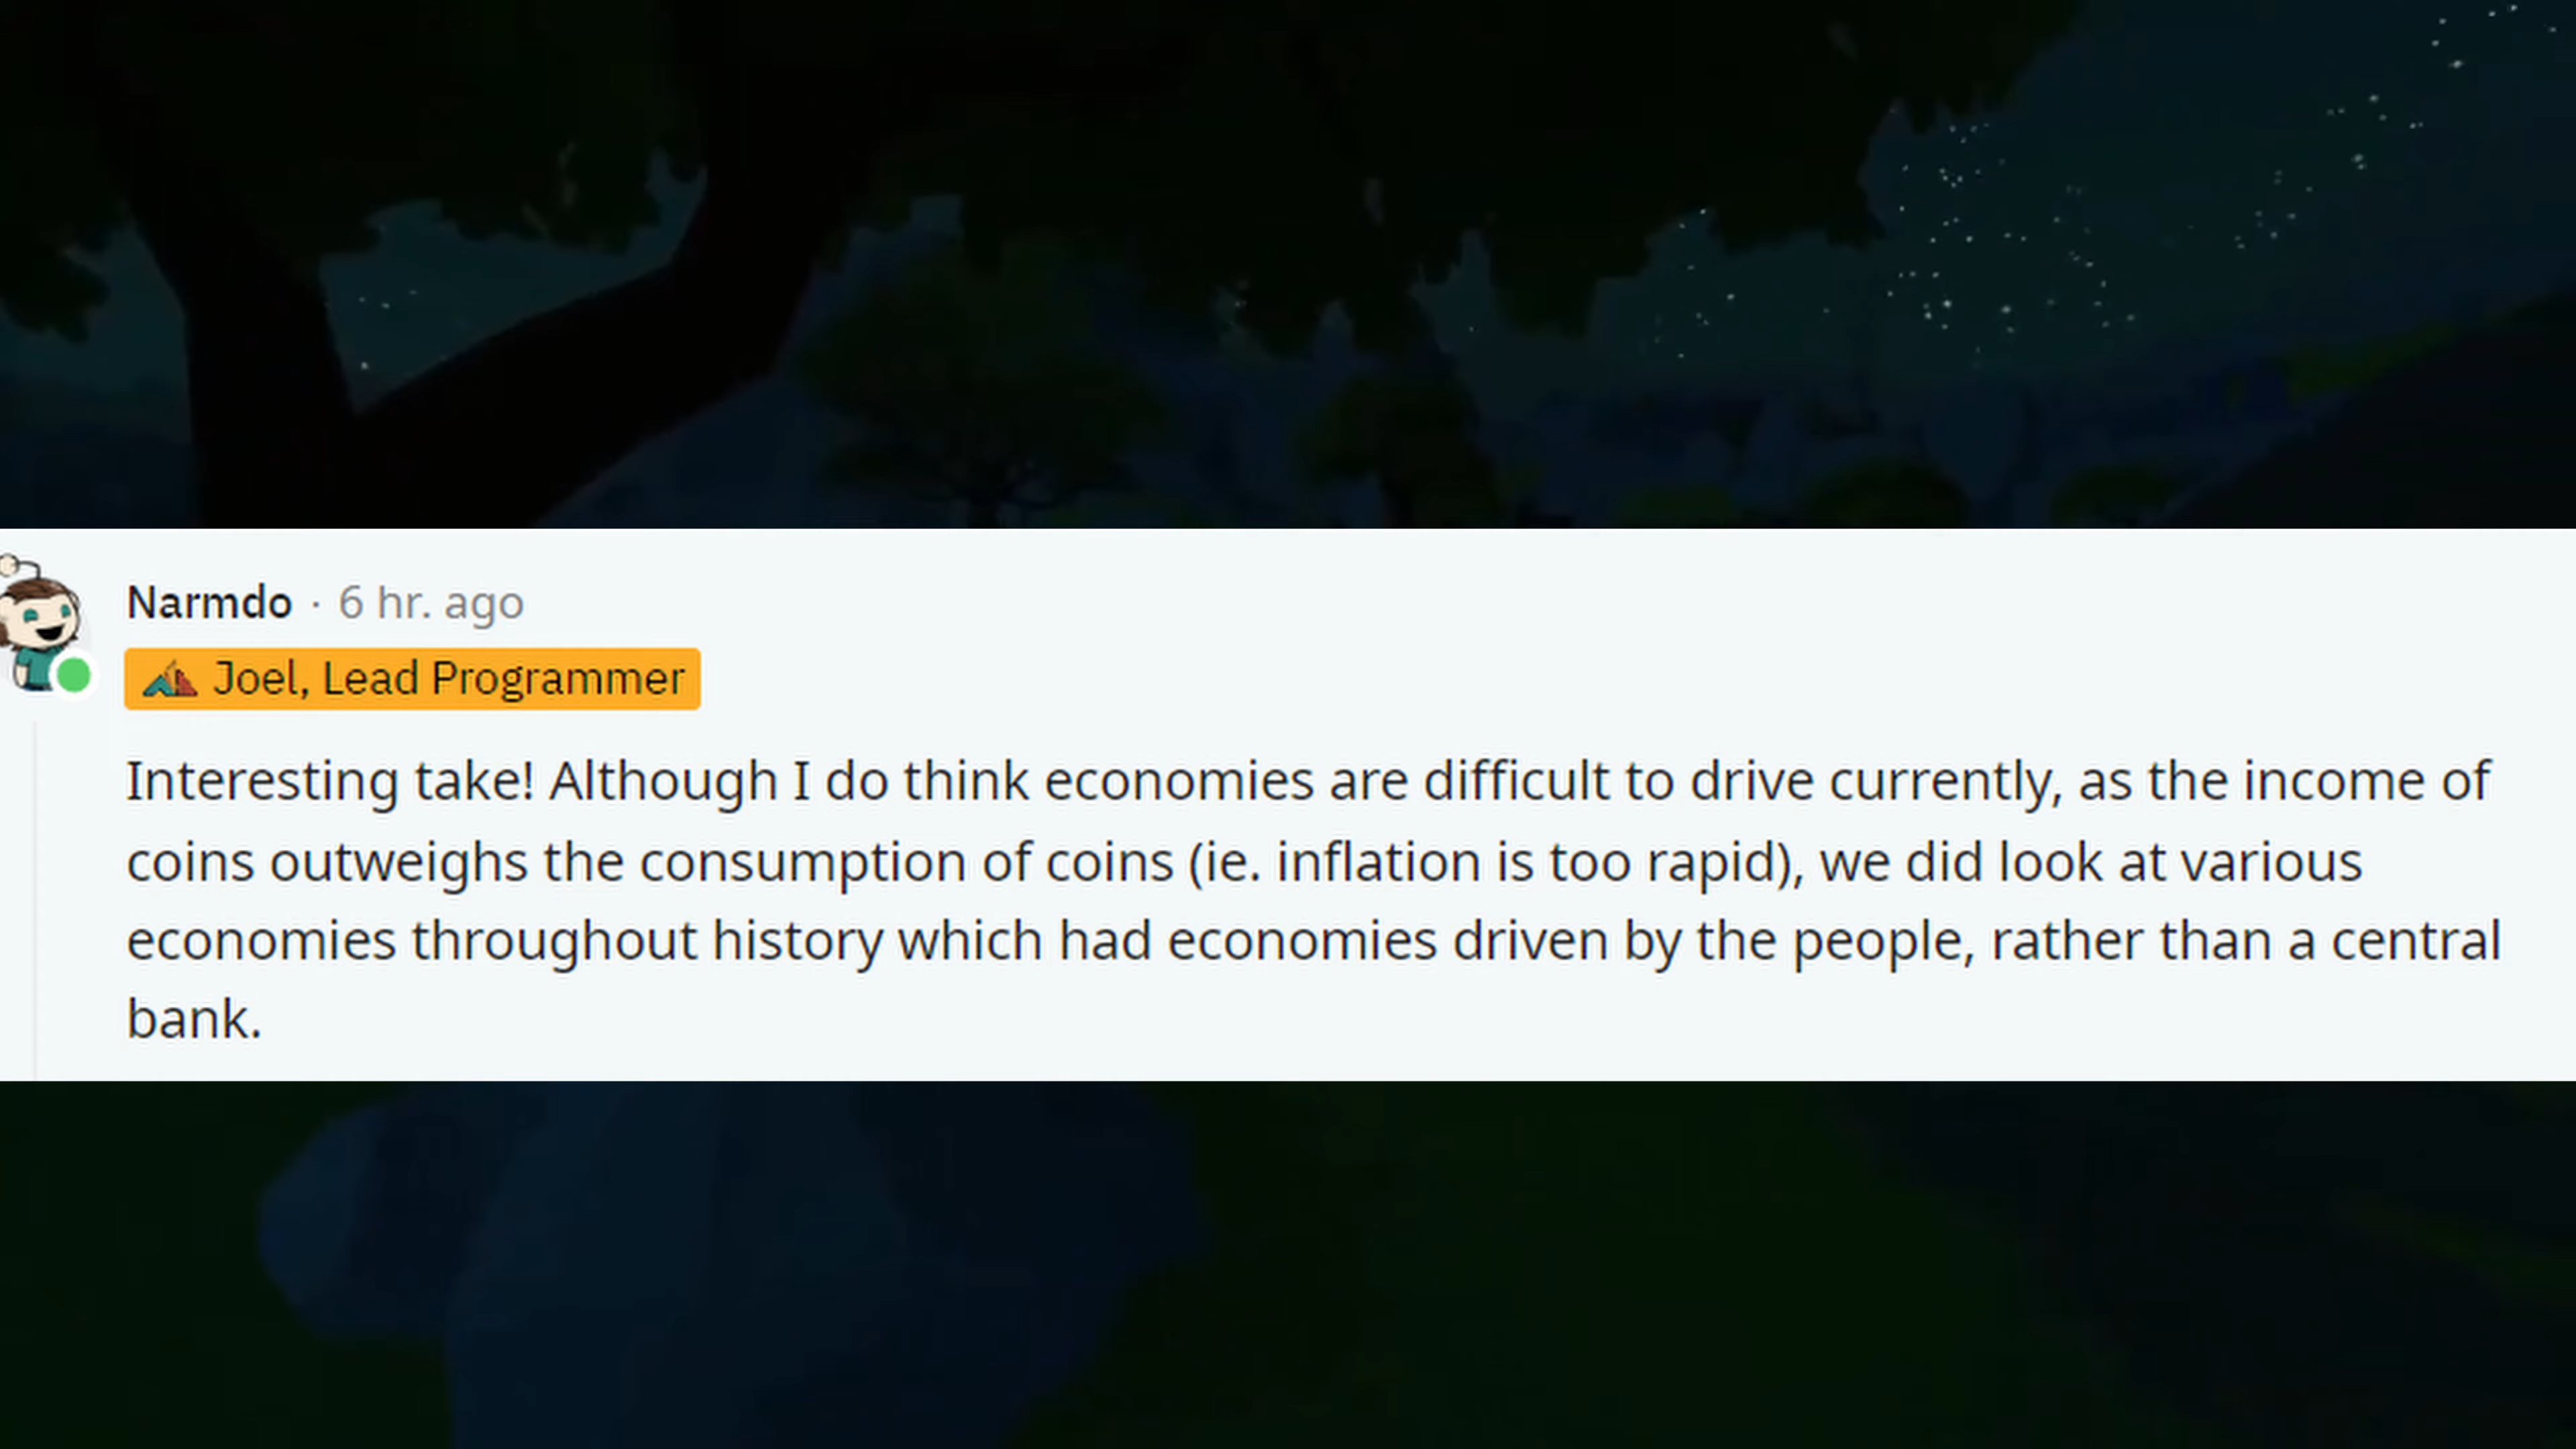 Narmdo · 6 hr. ago
Joel, Lead Programmer
Interesting take! Although I do think economies are difficult to drive currently, as the income of
coins outweighs the consumption of coins (ie. inflation is too rapid), we did look at various
economies throughout history which had economies driven by the people, rather than a central
bank.